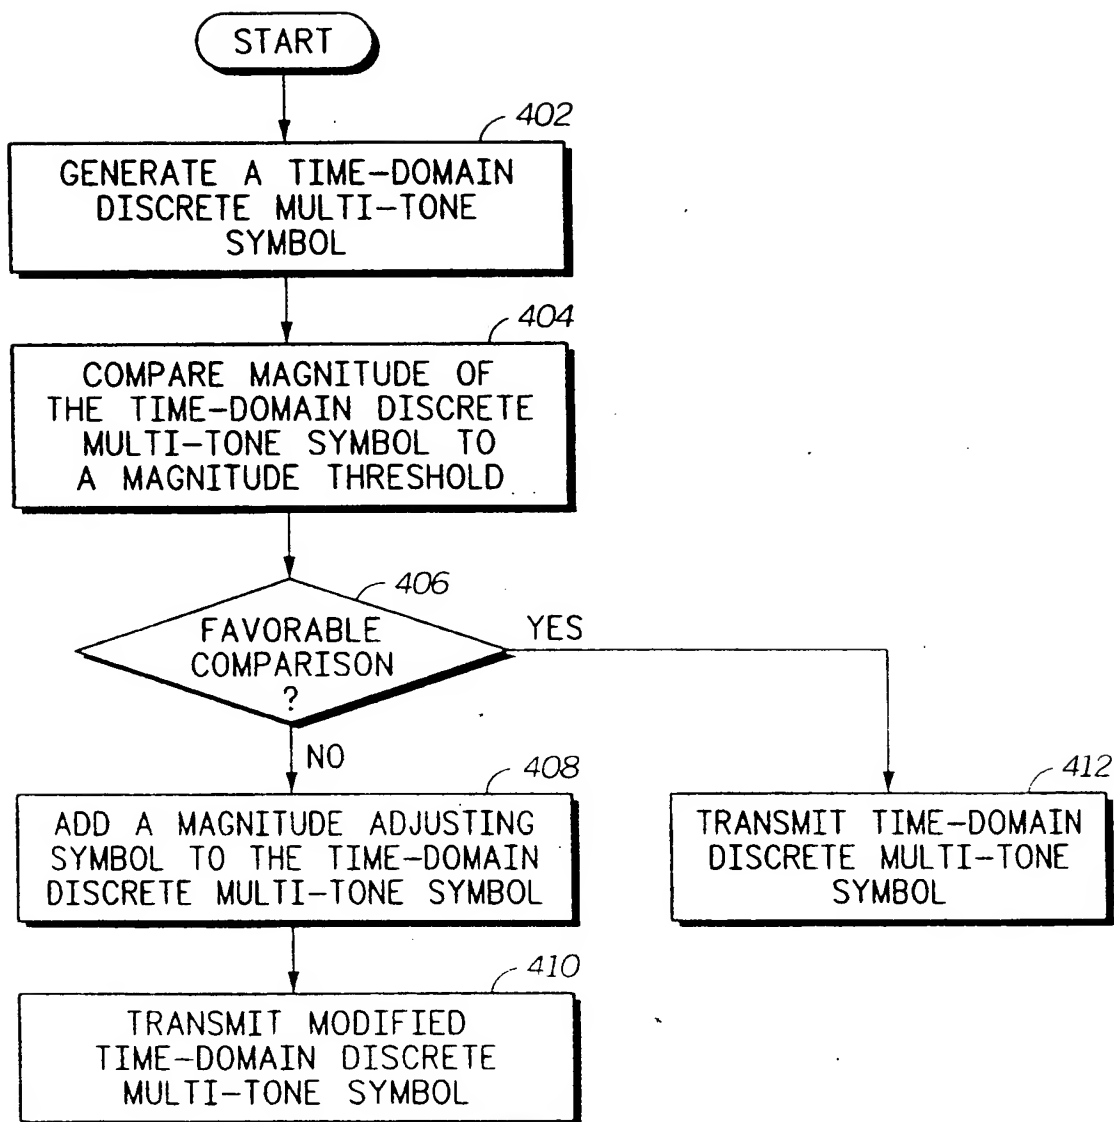 START
402
GENERATE A TIME-DOMAIN
DISCRETE MULTI-TONE
SYMBOL
404
COMPARE MAGNITUDE OF
THE TIME-DOMAIN DISCRETE
MULTI-TONE SYMBOL TO
A MAGNITUDE THRESHOLD
406
FAVORABLE
COMPARISON
?
YES
NO
408
ADD A MAGNITUDE ADJUSTING
SYMBOL TO THE TIME-DOMAIN
DISCRETE MULTI-TONE SYMBOL
412
TRANSMIT TIME-DOMAIN
DISCRETE MULTI-TONE
SYMBOL
410
TRANSMIT MODIFIED
TIME-DOMAIN DISCRETE
MULTI-TONE SYMBOL